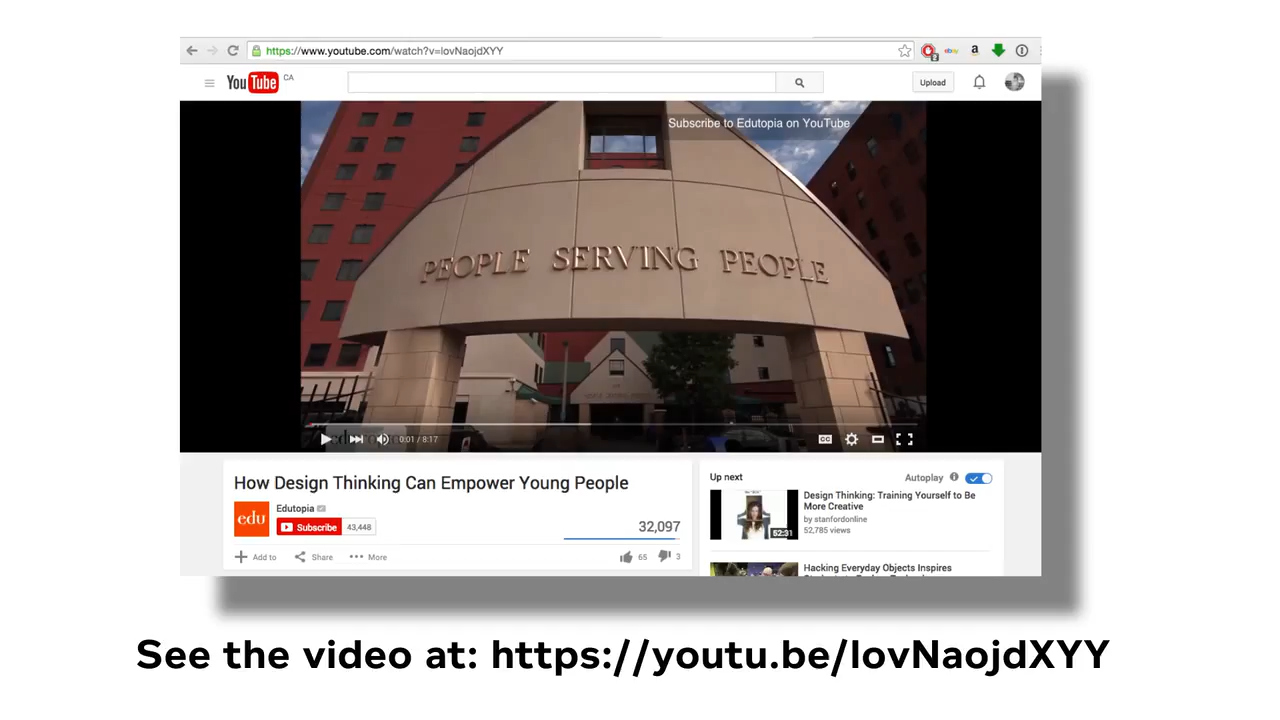 https://www.youtube.com/watch?v=lovNaojdXYY
YouTube CA
Upload
Subscribe to Edutopia on YouTube
PEOPLE SERVING PEOPLE
0:01 / 8:17
CC
How Design Thinking Can Empower Young People
edu
Edutopia
Subscribe 43,448
32,097
Add to Share More
65 3
Up next Autoplay
Design Thinking: Training Yourself to Be
More Creative
by stanfordonline
52,785 views
52:31
Hacking Everyday Objects Inspires
See the video at: https://youtu.be/lovNaojdXYY